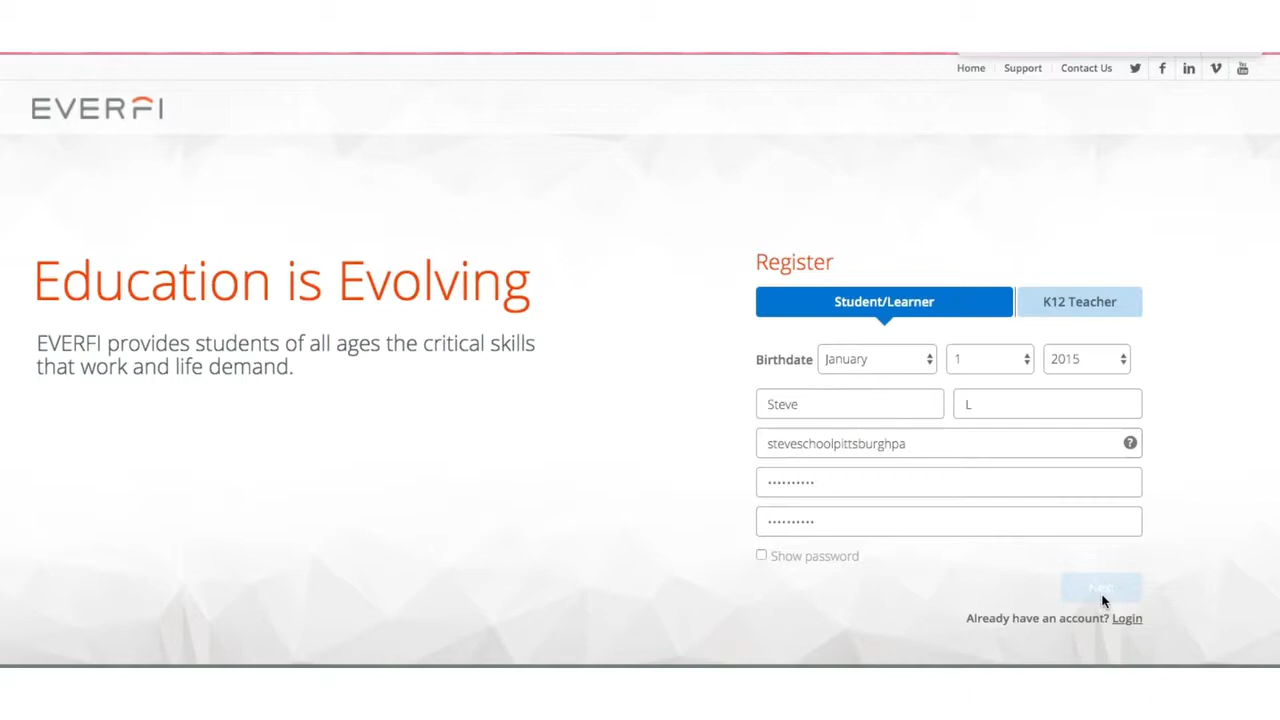 Home Support Contact Us
EVERFI
Education is Evolving
EVERFI provides students of all ages the critical skills
that work and life demand.
Register
Student/Learner K12 Teacher
Birthdate January 1 2015
Steve L
steveschoolpittsburghpa ?
••••••••••
••••••••••
Show password
Next
Already have an account? Login